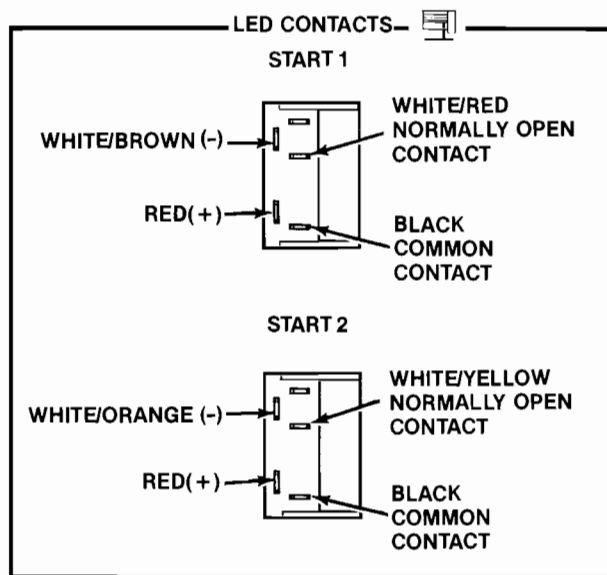 LED CONTACTS
START 1
WHITE/BROWN (-)
WHITE/RED
NORMALLY OPEN
CONTACT
RED(+)
BLACK
COMMON
CONTACT
START 2
WHITE/ORANGE (-)
WHITE/YELLOW
NORMALLY OPEN
CONTACT
RED(+)
BLACK
COMMON
CONTACT